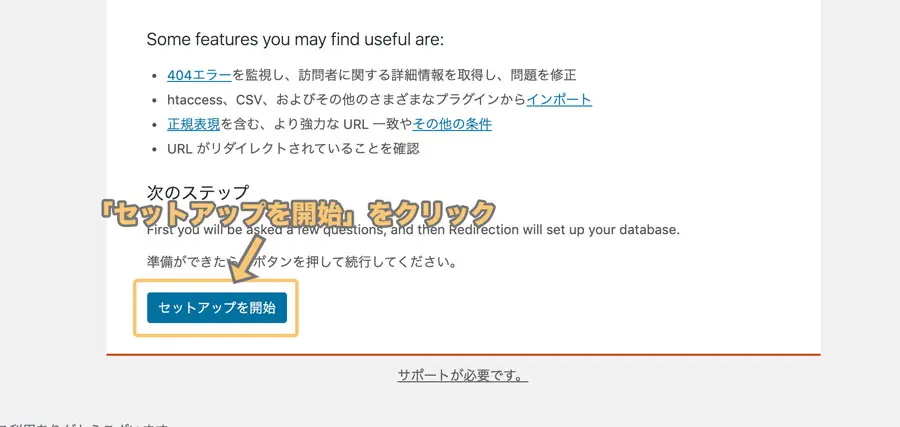 Some features you may find useful are:
404エラーを監視し、訪問者に関する詳細情報を取得し、問題を修正
htaccess、CSV、およびその他のさまざまなプラグインからインポート
正規表現を含む、より強力な URL 一致やその他の条件
URL がリダイレクトされていることを確認
次のステップ
「セットアップを開始」をクリック
First you will be asked a few questions, and then Redirection will set up your database.
準備ができたら ボタンを押して続行してください。
セットアップを開始
サポートが必要です。